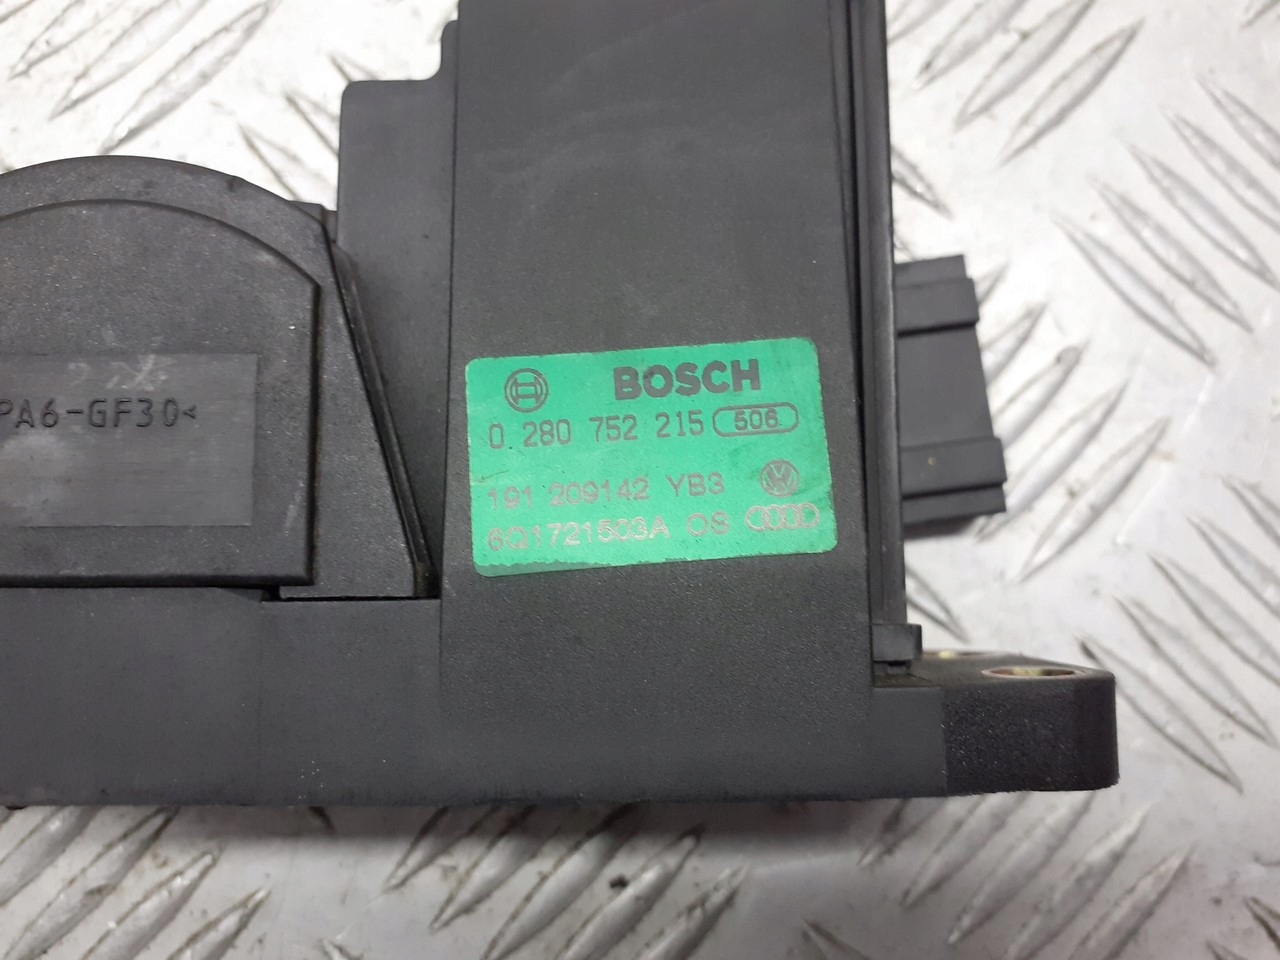 BOSCH
0 280 752 215 506
191 209142 YB3
6Q1721503A OS
PA6-GF30<